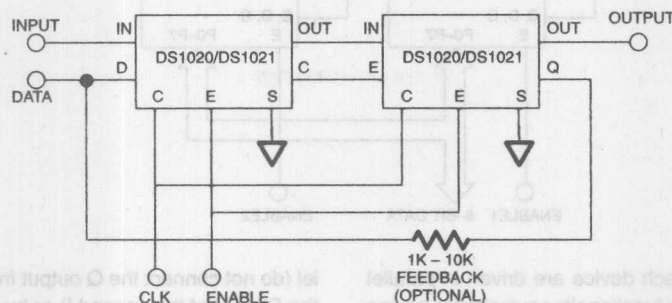 INPUT
IN
OUT
IN
OUT
OUTPUT
DS1020/DS1021
DS1020/DS1021
D
C
E
Q
DATA
C
E
S
C
E
S
1K – 10K
FEEDBACK
(OPTIONAL)
CLK
ENABLE